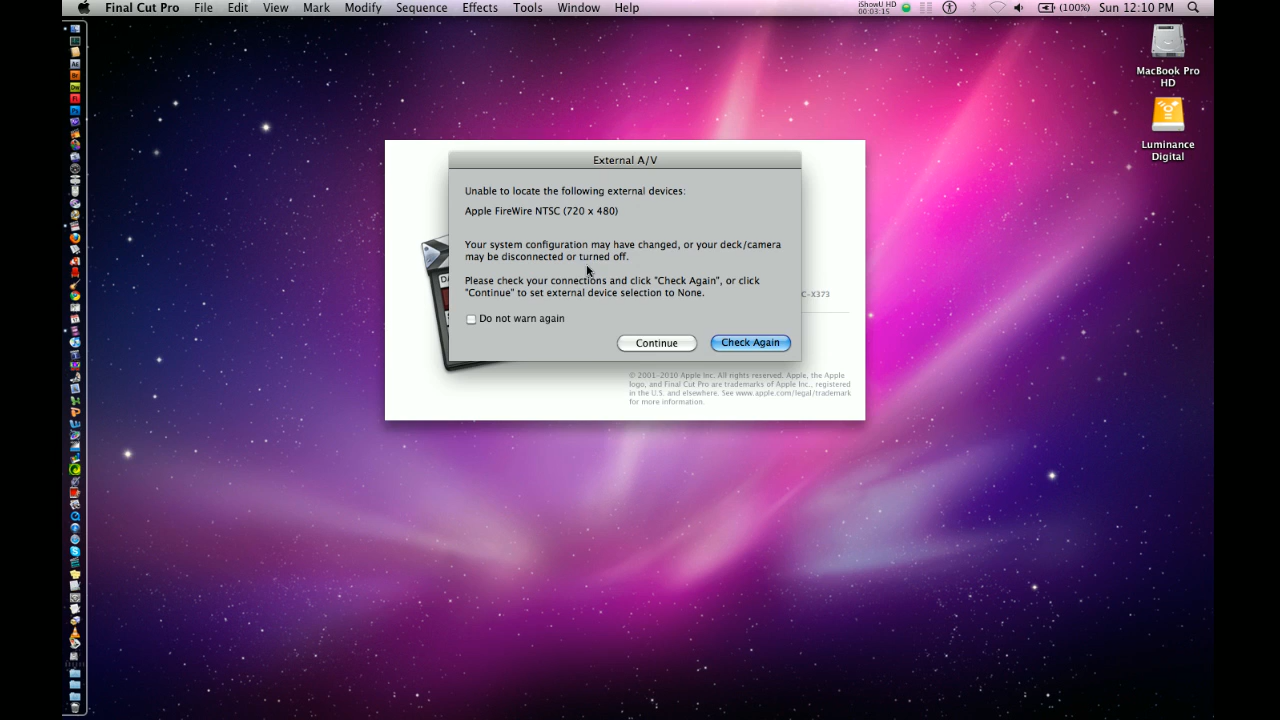 Final Cut Pro File Edit View Mark Modify Sequence Effects Tools Window Help
iShowU HD
00:03:15
(100%) Sun 12:10 PM
MacBook Pro
HD
Luminance
Digital
External A/V
Unable to locate the following external devices:
Apple FireWire NTSC (720 x 480)
Your system configuration may have changed, or your deck/camera
may be disconnected or turned off.
Please check your connections and click "Check Again", or click
"Continue" to set external device selection to None.
Do not warn again
Continue Check Again
C-X373
© 2001-2010 Apple Inc. All rights reserved. Apple, the Apple
logo, and Final Cut Pro are trademarks of Apple Inc., registered
in the U.S. and elsewhere. See www.apple.com/legal/trademark
for more information.